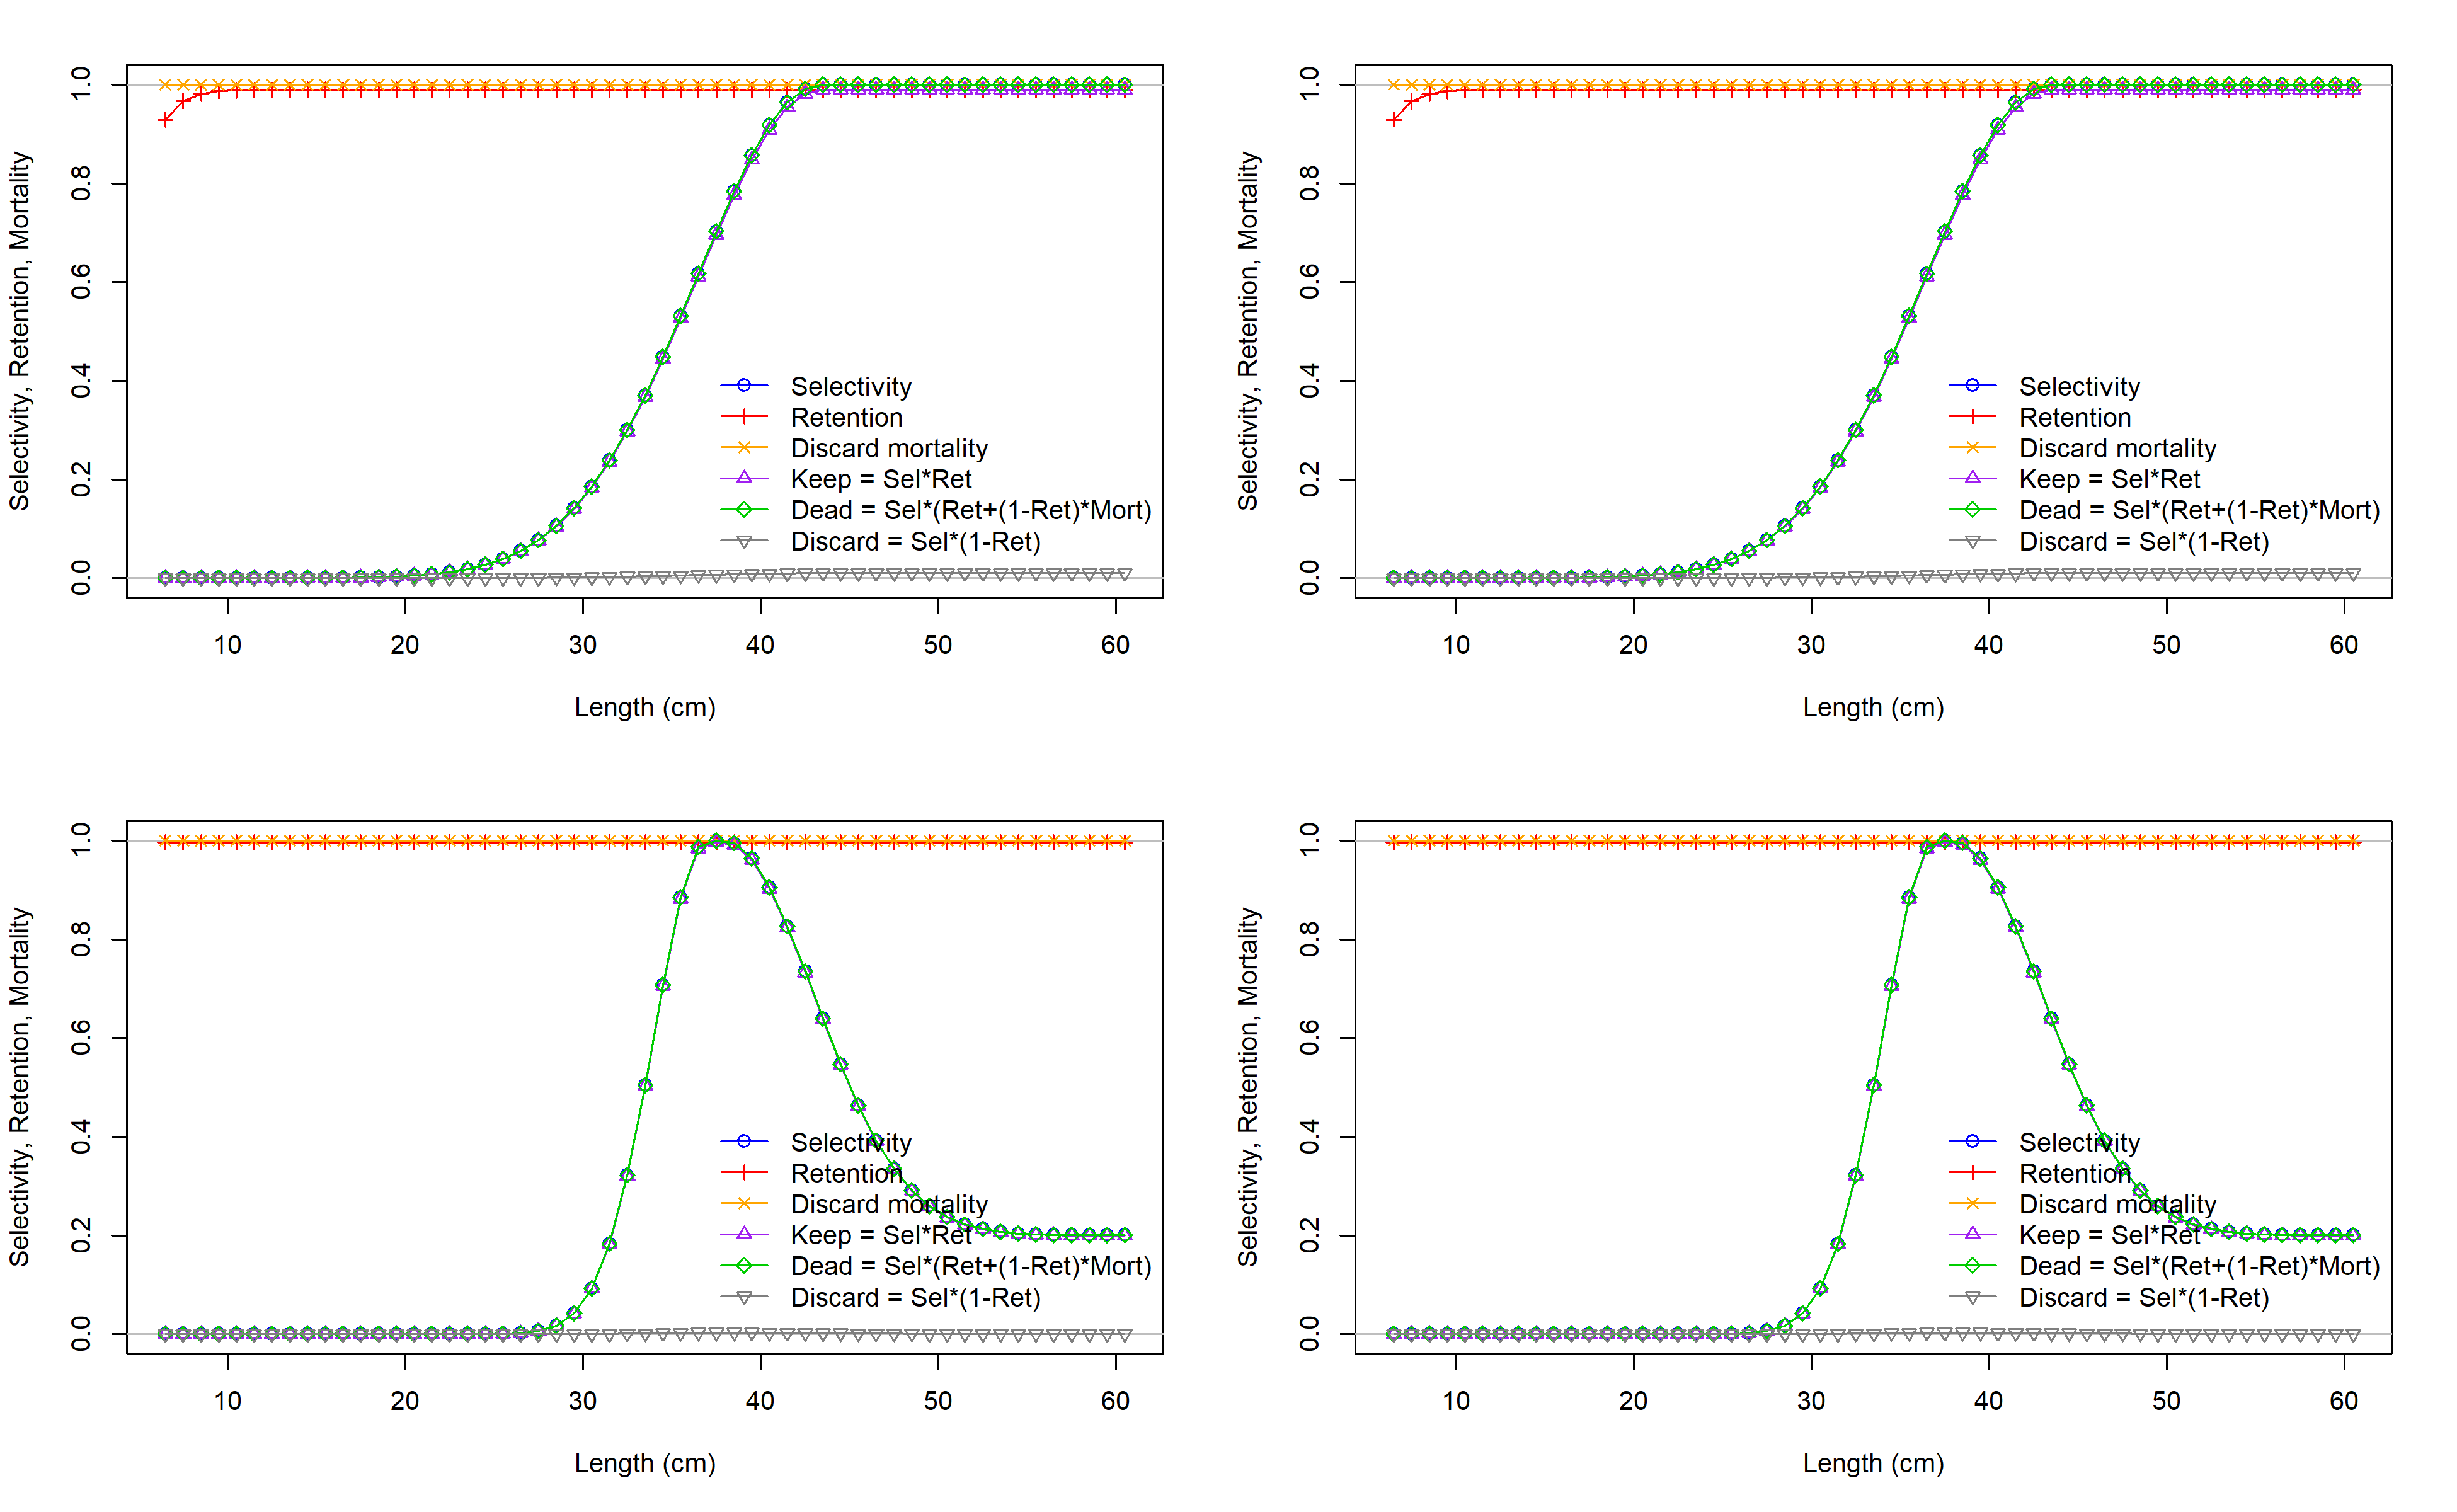 Selectivity, Retention, Mortality
1.0
0.8
0.6
0.4
0.2
0.0
Selectivity
Retention
Discard mortality
Keep = Sel*Ret
Dead = Sel*(Ret+(1-Ret)*Mort)
Discard = Sel*(1-Ret)
10 20 30 40 50 60
Length (cm)
Selectivity, Retention, Mortality
1.0
0.8
0.6
0.4
0.2
0.0
Selectivity
Retention
Discard mortality
Keep = Sel*Ret
Dead = Sel*(Ret+(1-Ret)*Mort)
Discard = Sel*(1-Ret)
10 20 30 40 50 60
Length (cm)
Selectivity, Retention, Mortality
1.0
0.8
0.6
0.4
0.2
0.0
Selectivity
Retention
Discard mortality
Keep = Sel*Ret
Dead = Sel*(Ret+(1-Ret)*Mort)
Discard = Sel*(1-Ret)
10 20 30 40 50 60
Length (cm)
Selectivity, Retention, Mortality
1.0
0.8
0.6
0.4
0.2
0.0
Selectivity
Retention
Discard mortality
Keep = Sel*Ret
Dead = Sel*(Ret+(1-Ret)*Mort)
Discard = Sel*(1-Ret)
10 20 30 40 50 60
Length (cm)